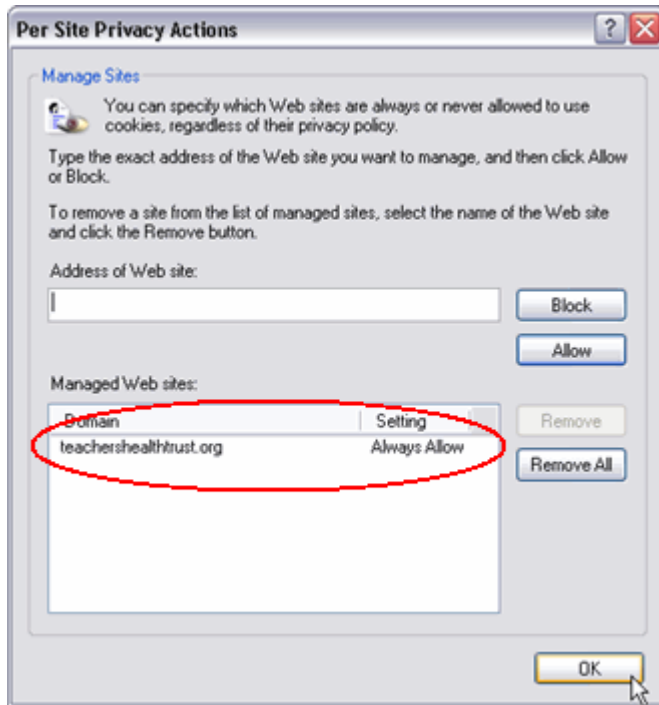 Per Site Privacy Actions
Manage Sites
You can specify which Web sites are always or never allowed to use
cookies, regardless of their privacy policy.
Type the exact address of the Web site you want to manage, and then click Allow
or Block.
To remove a site from the list of managed sites, select the name of the Web site
and click the Remove button.
Address of Web site:
Block
Allow
Managed Web sites:
Domain Setting
Remove
teachershealthtrust.org Always Allow
Remove All
OK